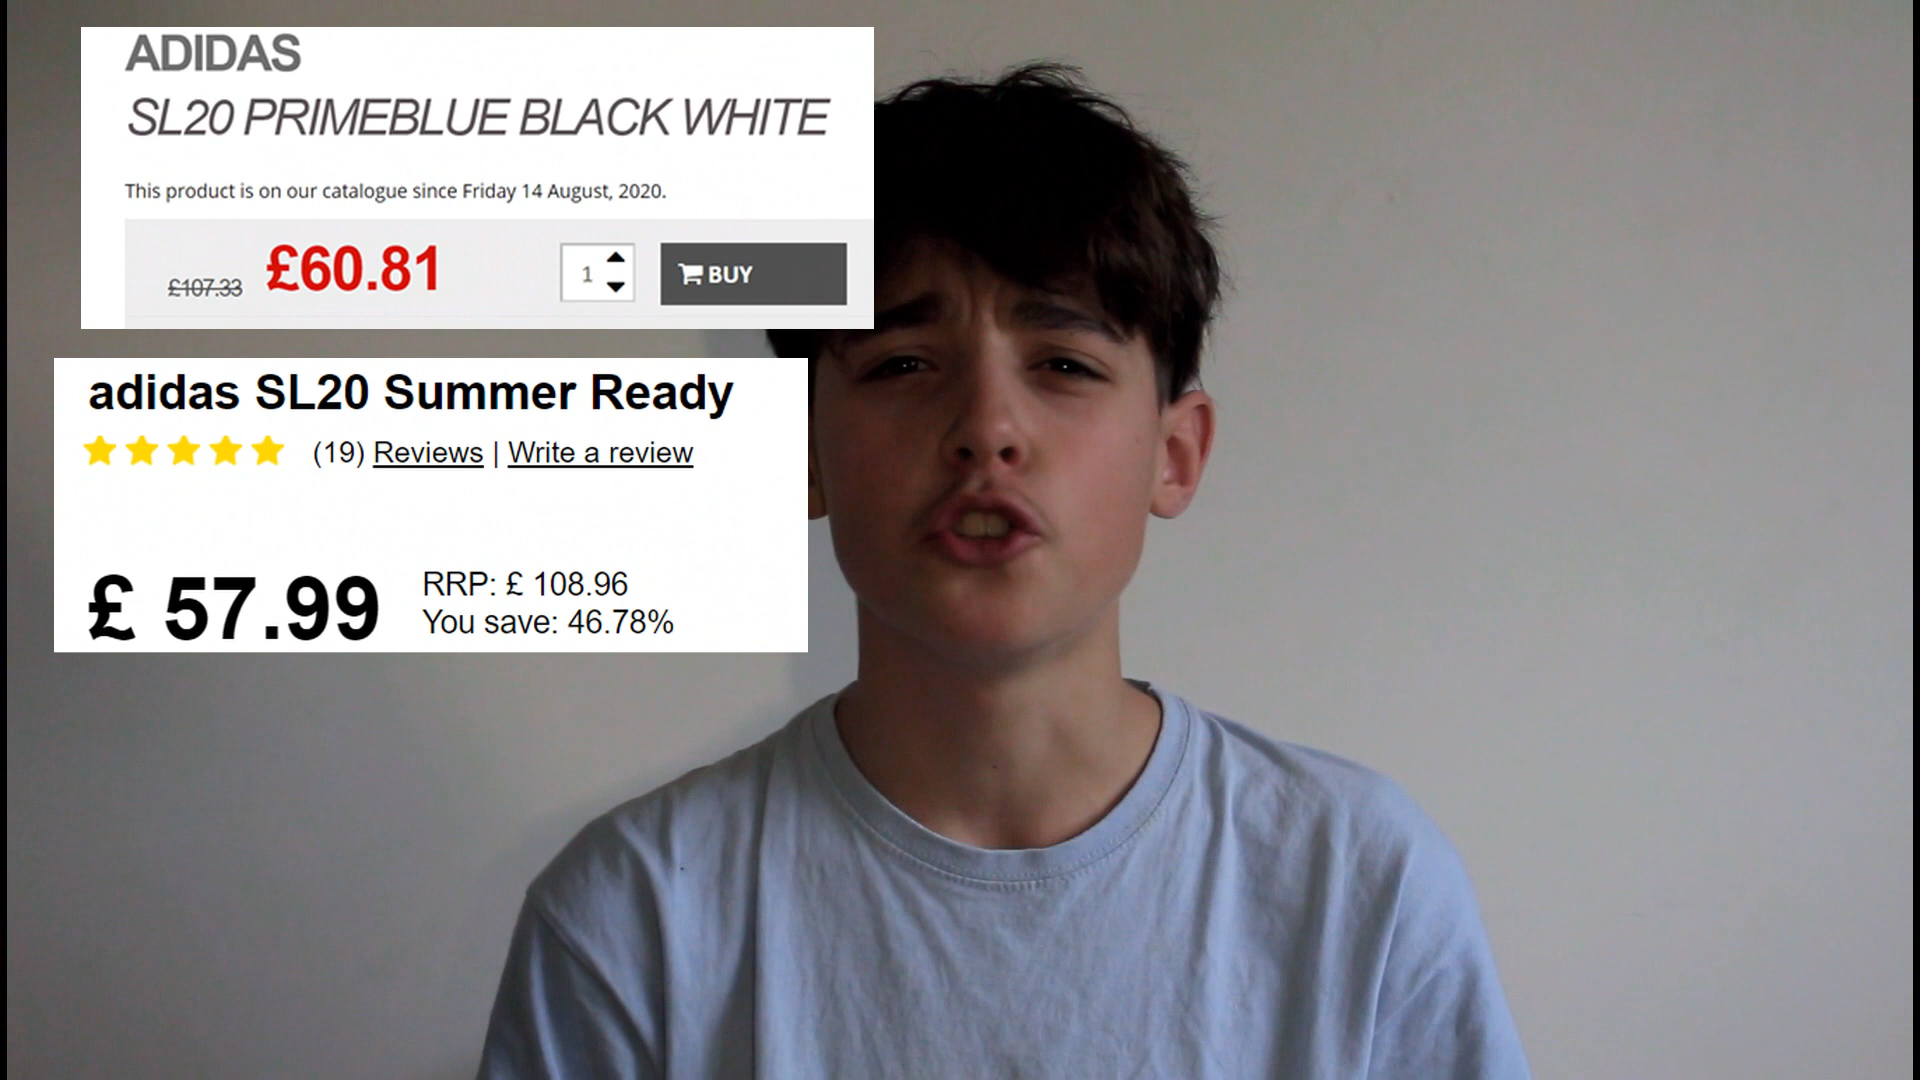 ADIDAS
SL20 PRIMEBLUE BLACK WHITE
This product is on our catalogue since Friday 14 August, 2020.
£107.33 £60.81 1 BUY
adidas SL20 Summer Ready
(19) Reviews | Write a review
£ 57.99
RRP: £ 108.96
You save: 46.78%